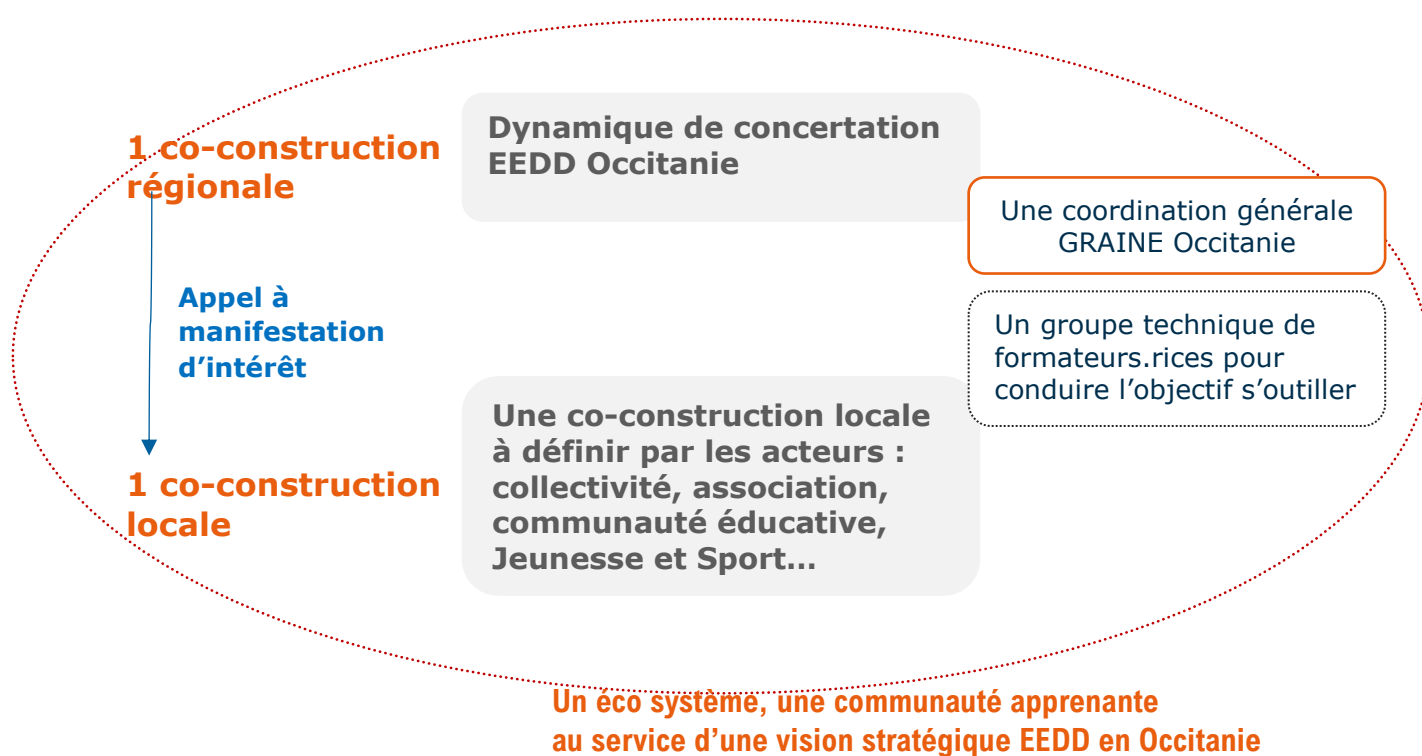 1 co-construction
régionale
Dynamique de concertation
EEDD Occitanie
Une coordination générale
GRAINE Occitanie
Appel à
manifestation
d’intérêt
Un groupe technique de
formateurs.rices pour
conduire l’objectif s’outiller
1 co-construction
locale
Une co-construction locale
à définir par les acteurs :
collectivité, association,
communauté éducative,
Jeunesse et Sport…
Un éco système, une communauté apprenante
au service d’une vision stratégique EEDD en Occitanie